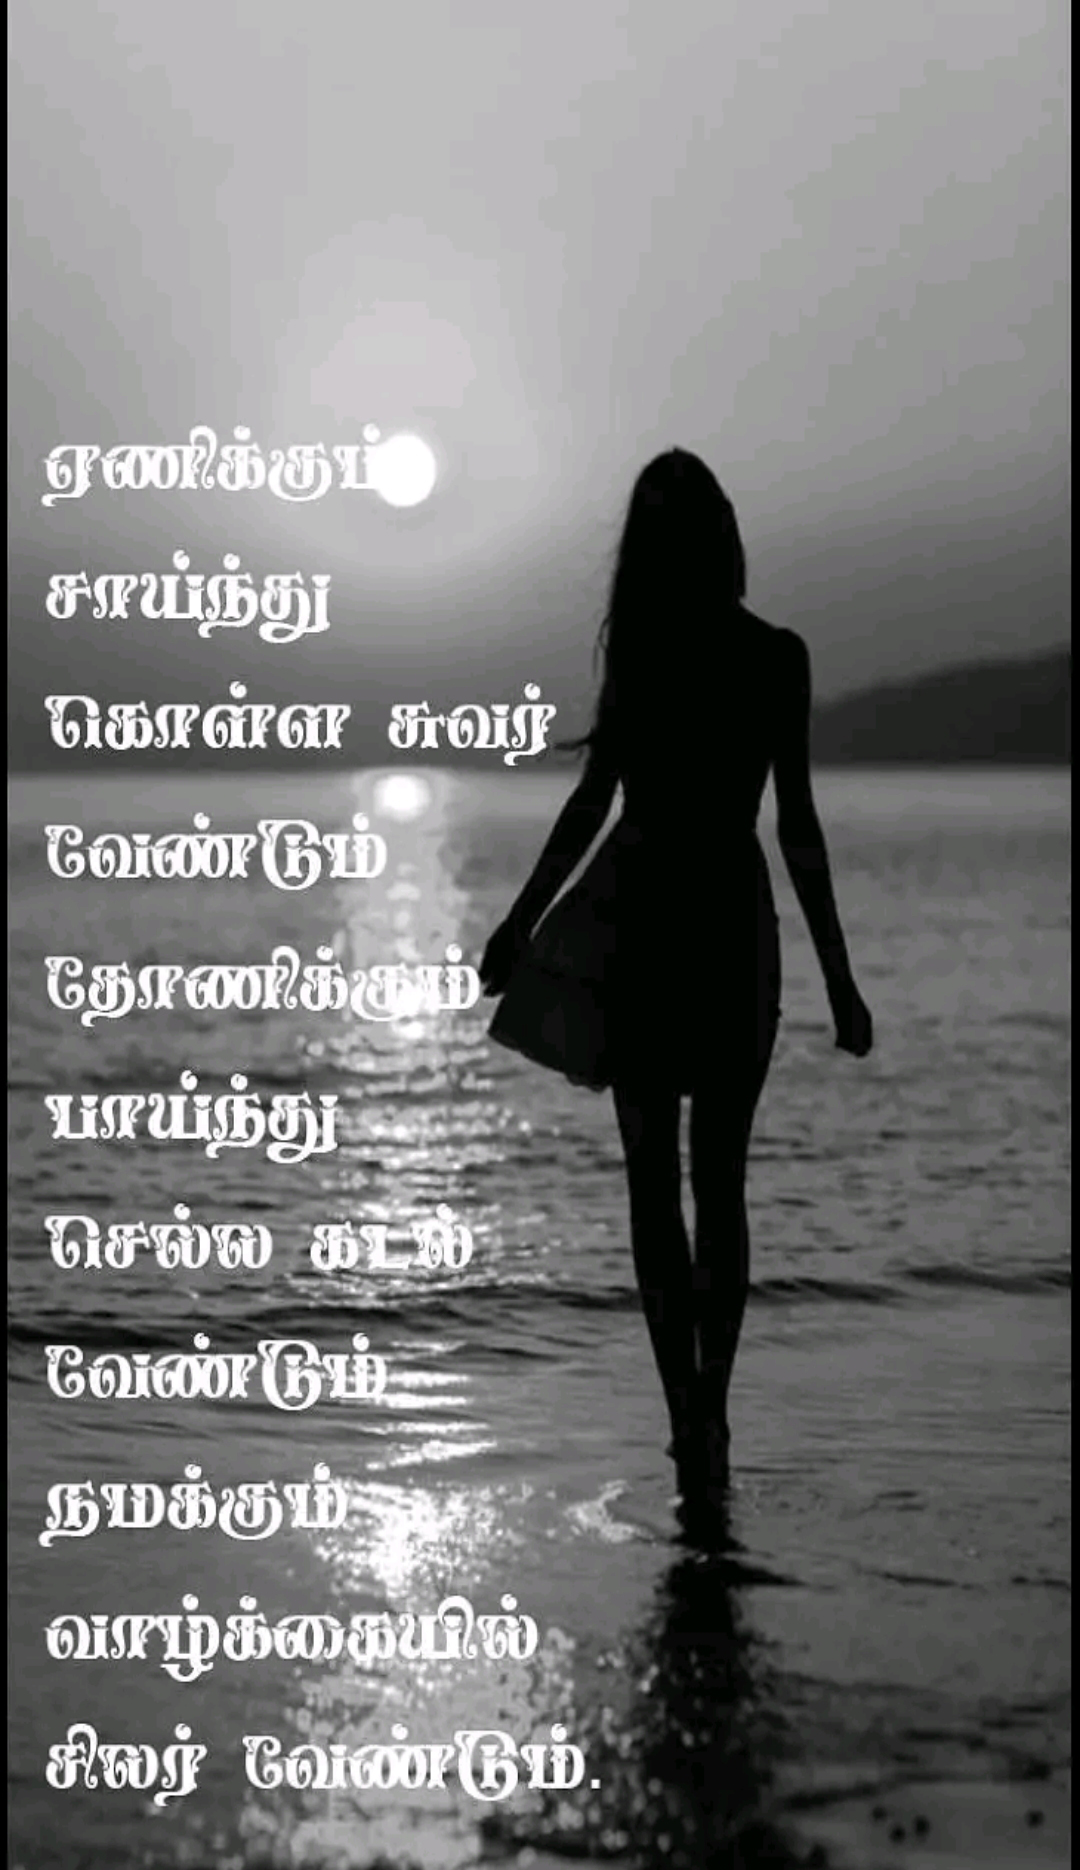 ஏணிக்கும்
சாய்ந்து
கொள்ள சுவர்
வேண்டும்
தோணிக்கும்
பாய்ந்து
செல்ல கடல்
வேண்டும்
நமக்கும்
வாழ்க்கையில்
சிலர் வேண்டும்.